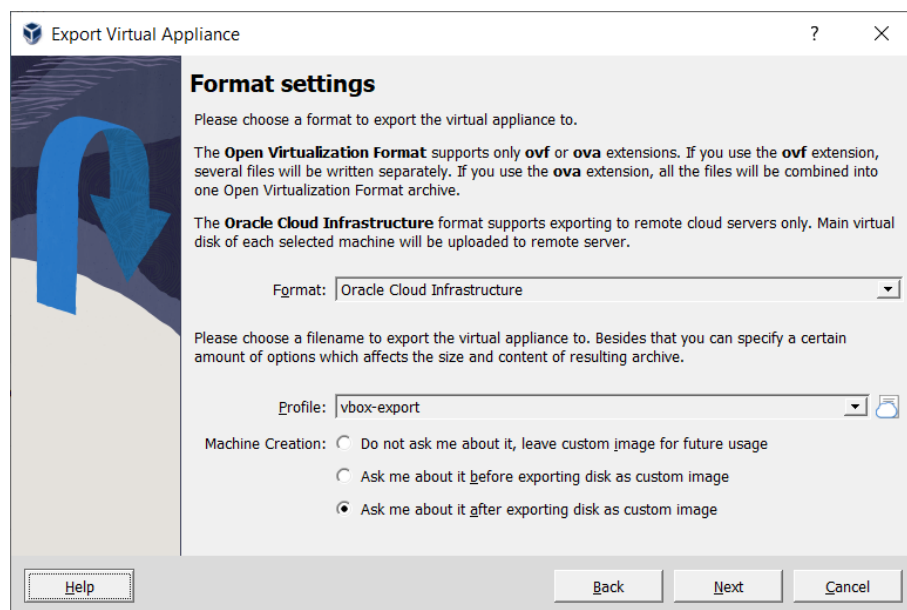 Export Virtual Appliance
?
Format settings
Please choose a format to export the virtual appliance to.
The Open Virtualization Format supports only ovf or ova extensions. If you use the ovf extension,
several files will be written separately. If you use the ova extension, all the files will be combined into
one Open Virtualization Format archive.
The Oracle Cloud Infrastructure format supports exporting to remote cloud servers only. Main virtual
disk of each selected machine will be uploaded to remote server.
Format: Oracle Cloud Infrastructure
Please choose a filename to export the virtual appliance to. Besides that you can specify a certain
amount of options which affects the size and content of resulting archive.
Profile: vbox-export
Machine Creation: Do not ask me about it, leave custom image for future usage
Ask me about it before exporting disk as custom image
Ask me about it after exporting disk as custom image
Help Back Next Cancel